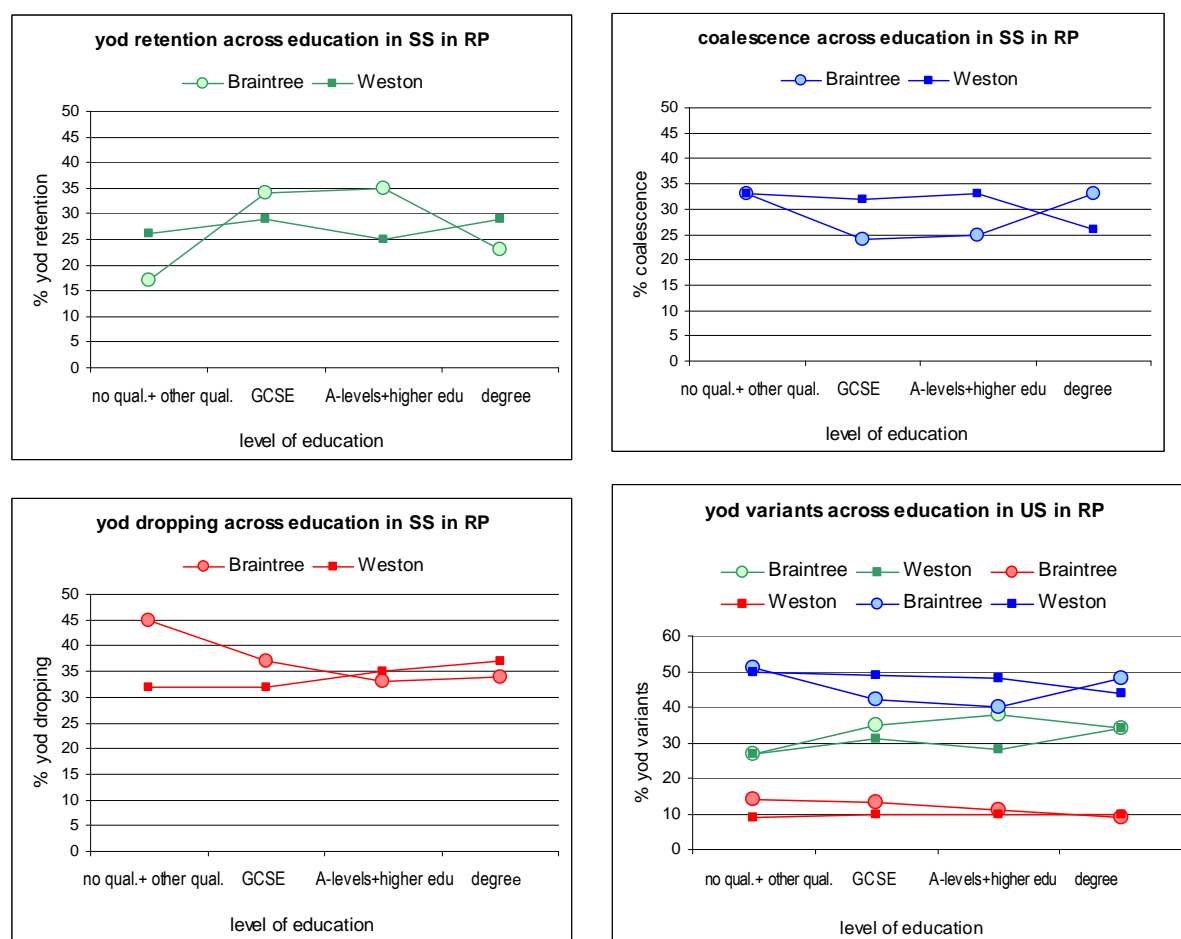 yod retention across education in SS in RP
Braintree Weston
50
45
40
35
30
25
20
15
10
5
0
% yod retention
no qual.+ other qual. GCSE A-levels+higher edu degree
level of education
coalescence across education in SS in RP
Braintree Weston
50
45
40
35
30
25
20
15
10
5
0
% coalescence
no qual.+ other qual. GCSE A-levels+higher edu degree
level of education
yod dropping across education in SS in RP
Braintree Weston
50
45
40
35
30
25
20
15
10
5
0
% yod dropping
no qual.+ other qual. GCSE A-levels+higher edu degree
level of education
yod variants across education in US in RP
Braintree Weston Braintree
Weston Braintree Weston
60
50
40
30
20
10
0
% yod variants
no qual.+ other qual. GCSE A-levels+higher edu degree
level of education